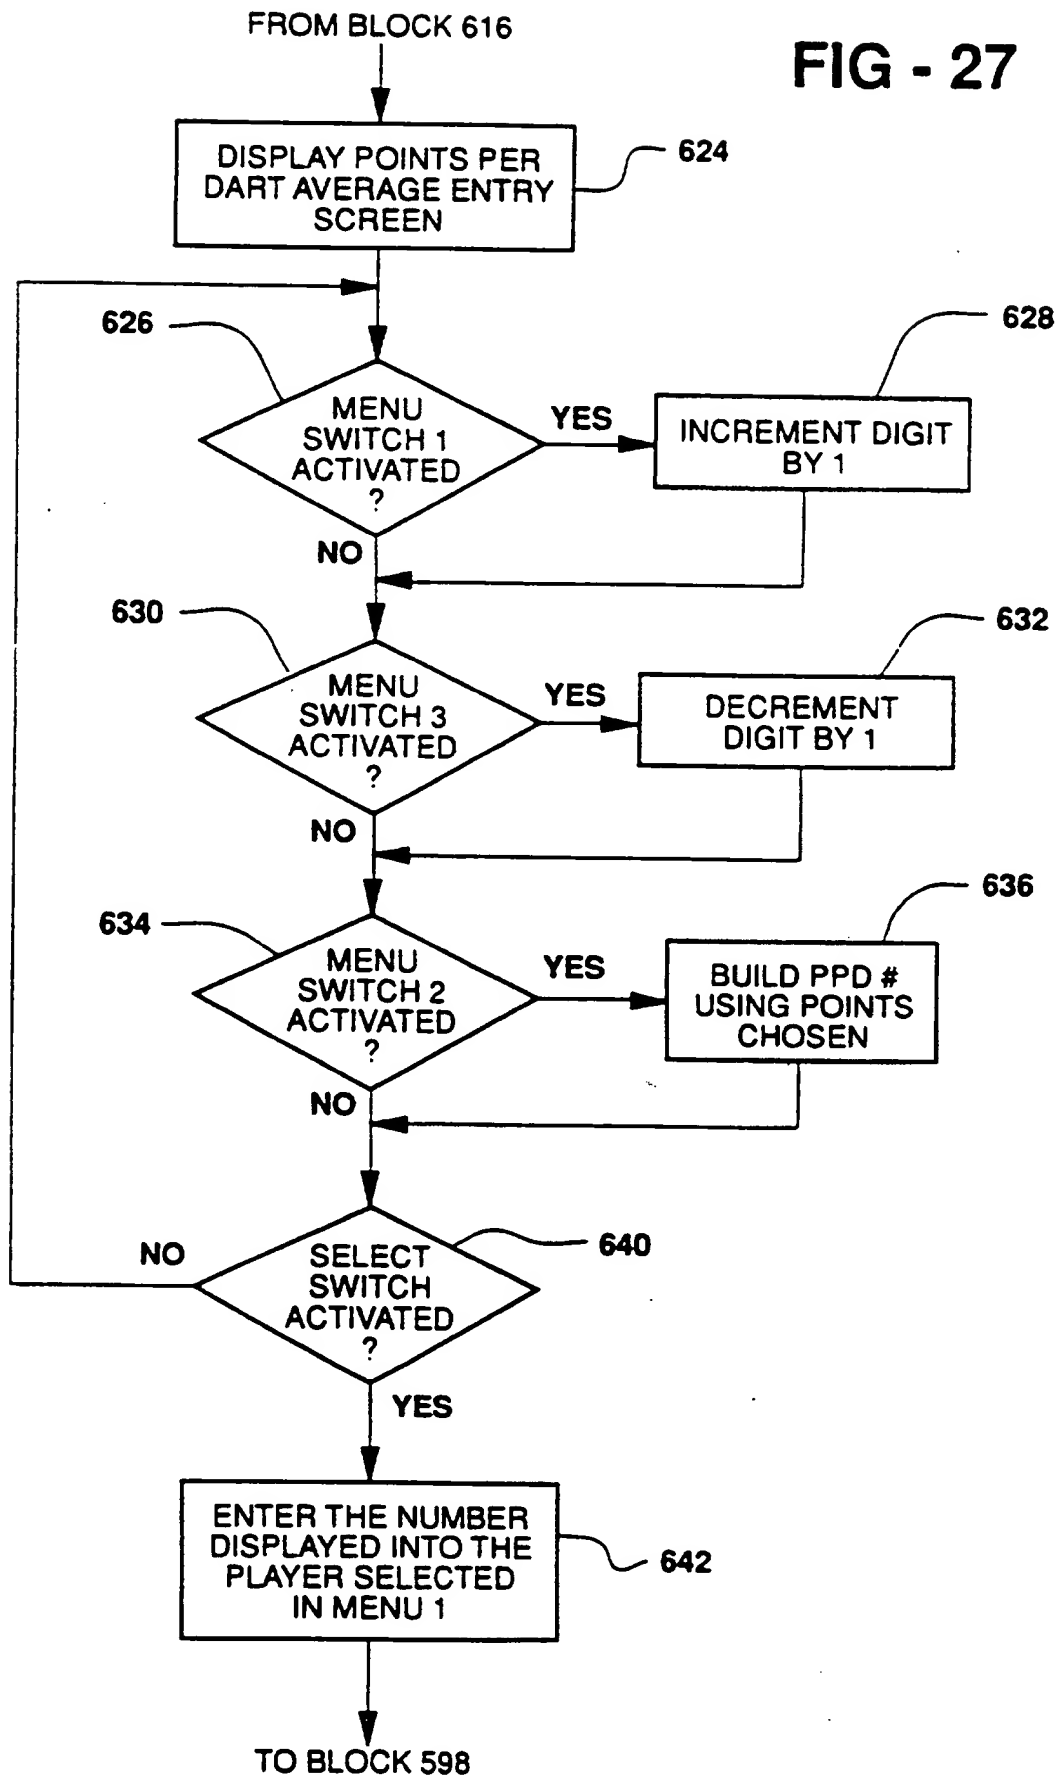 FROM BLOCK 616
FIG - 27
DISPLAY POINTS PER
DART AVERAGE ENTRY
SCREEN
624
626
MENU
SWITCH 1
ACTIVATED
?
YES
628
INCREMENT DIGIT
BY 1
NO
630
MENU
SWITCH 3
ACTIVATED
?
YES
632
DECREMENT
DIGIT BY 1
NO
634
MENU
SWITCH 2
ACTIVATED
?
YES
636
BUILD PPD #
USING POINTS
CHOSEN
NO
NO
SELECT
SWITCH
ACTIVATED
?
640
YES
ENTER THE NUMBER
DISPLAYED INTO THE
PLAYER SELECTED
IN MENU 1
642
TO BLOCK 598